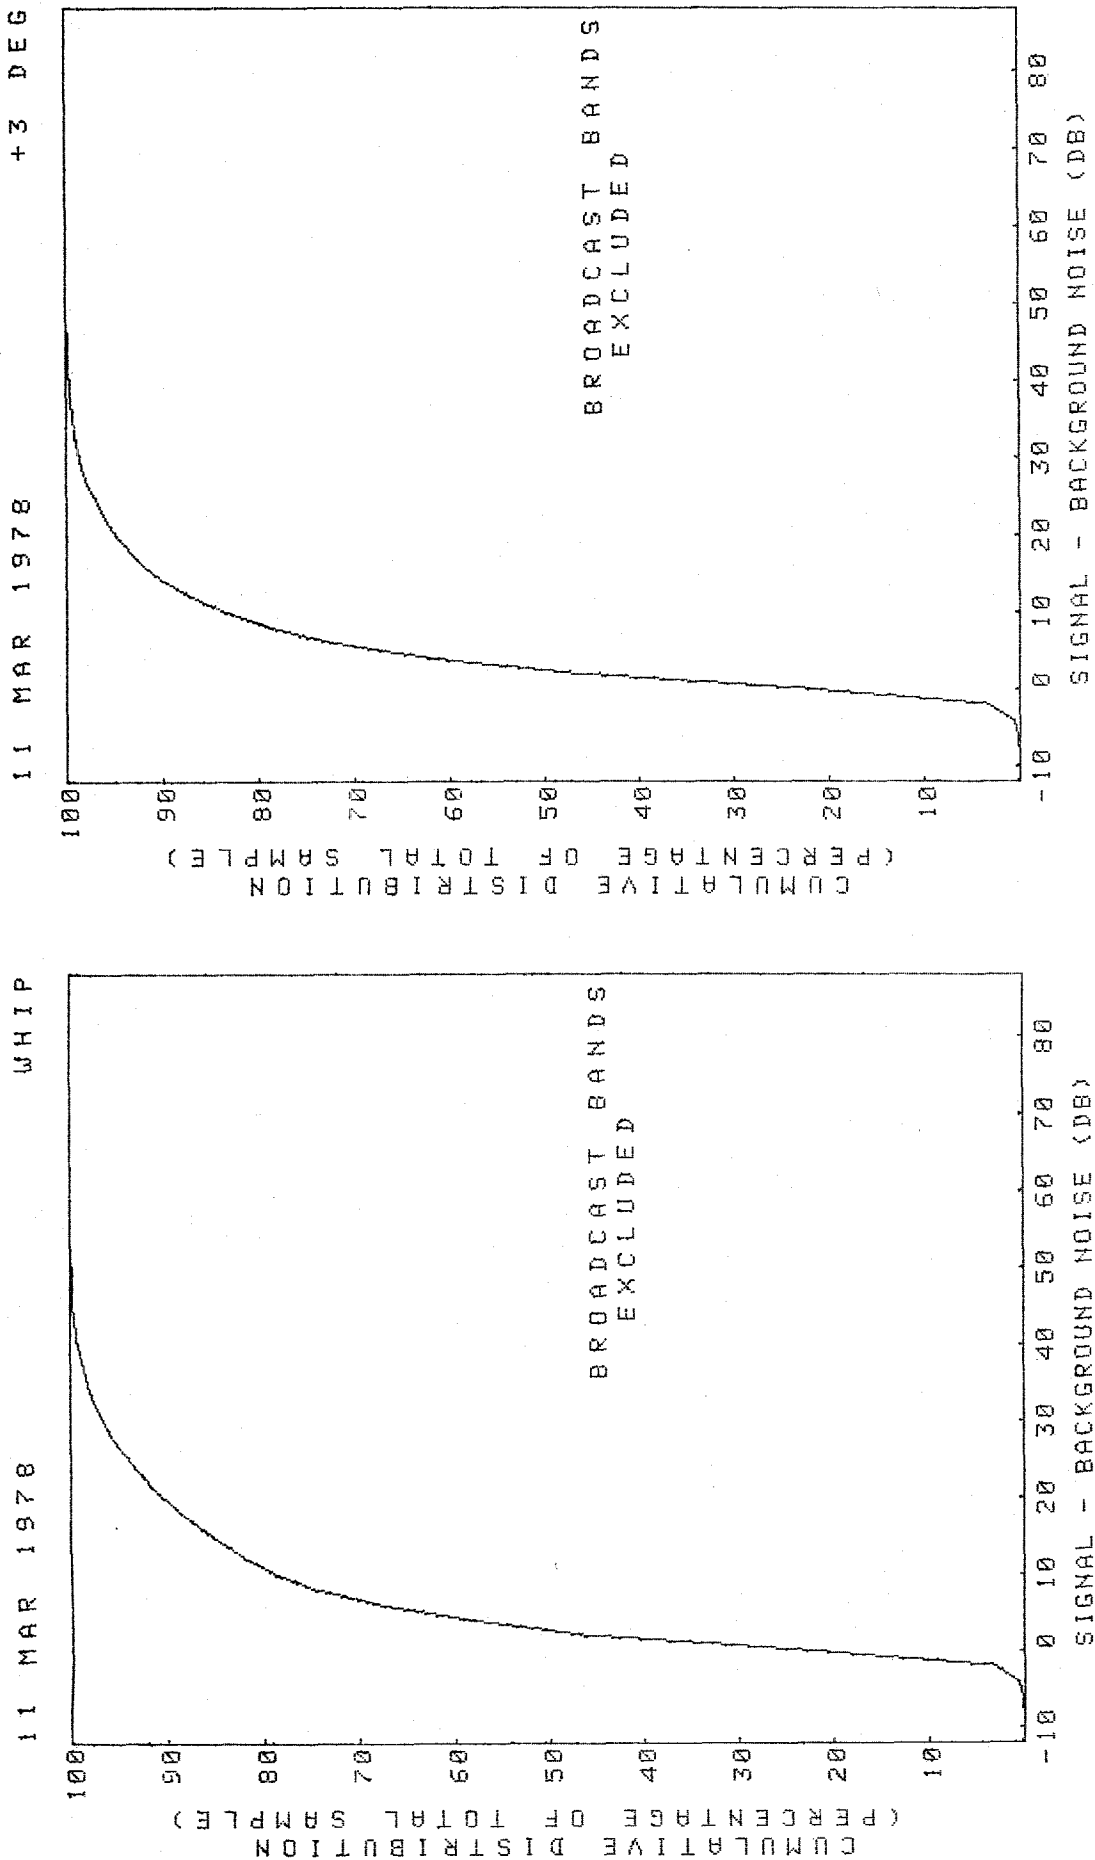 11 MAR 1978 WHIP
CUMULATIVE DISTRIBUTION
(PERCENTAGE OF TOTAL SAMPLE)
100
90
80
70
60
50
40
30
20
10
BROADCAST BANDS
EXCLUDED
-10 0 10 20 30 40 50 60 70 80
SIGNAL - BACKGROUND NOISE (DB)
11 MAR 1978 +3 DEG
CUMULATIVE DISTRIBUTION
(PERCENTAGE OF TOTAL SAMPLE)
100
90
80
70
60
50
40
30
20
10
BROADCAST BANDS
EXCLUDED
-10 0 10 20 30 40 50 60 70 80
SIGNAL - BACKGROUND NOISE (DB)